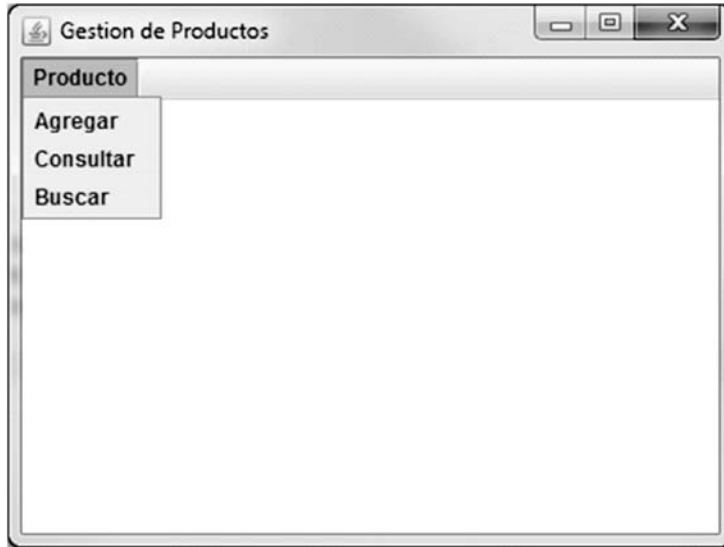 Gestion de Productos
Producto
Agregar
Consultar
Buscar